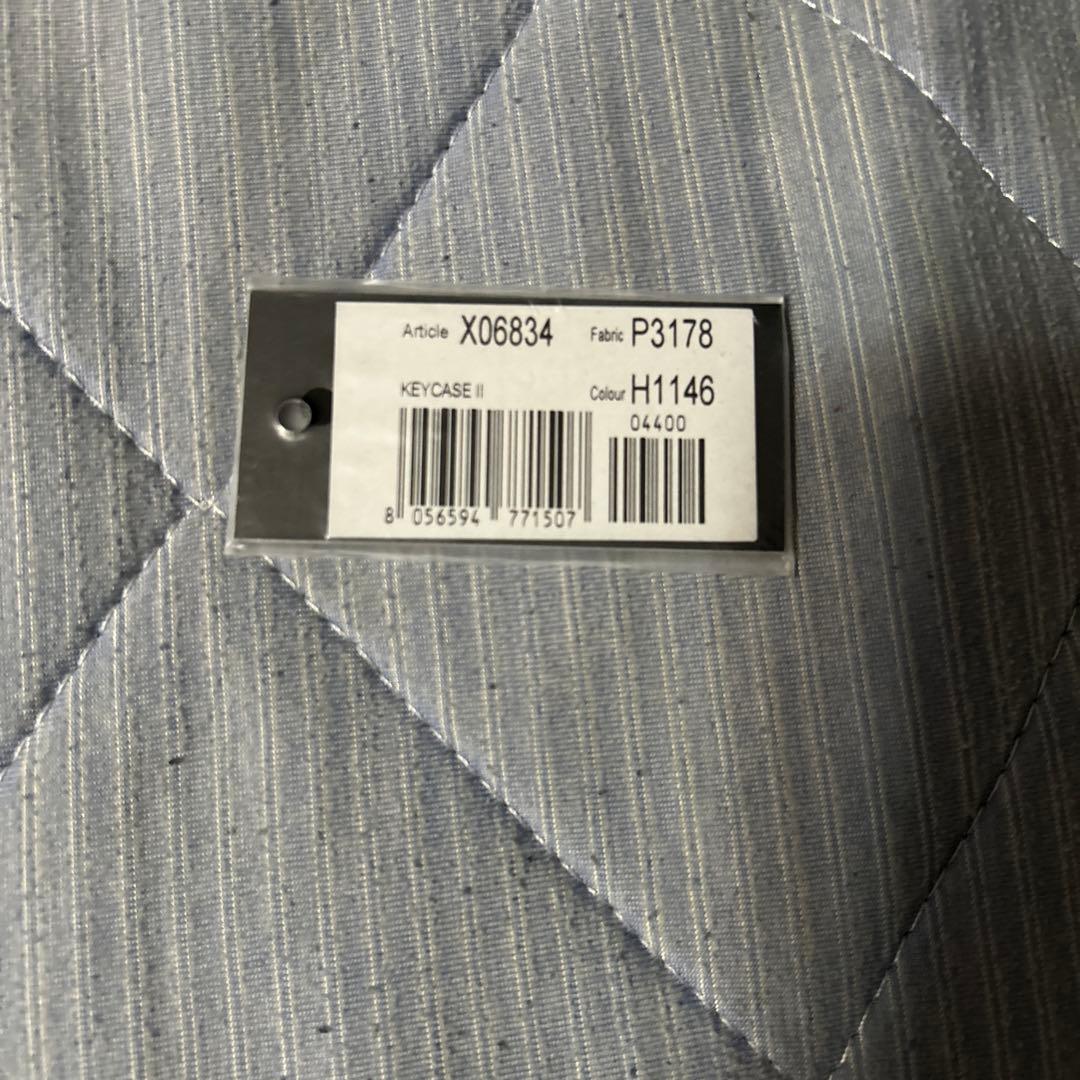 Article X06834 Fabric P3178
KEYCASE II Colour H1146
04400
8 056594 771507